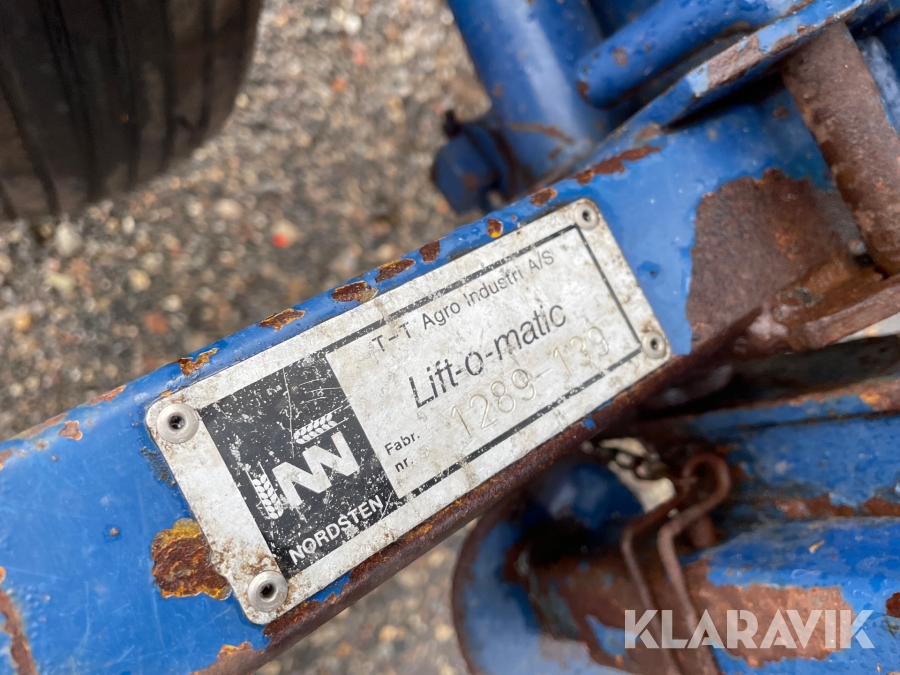 T-T Agro Industri A/S
Lift-o-matic
Fabr.
nr. 1289-139
NORDSTEN
KLARAVIK